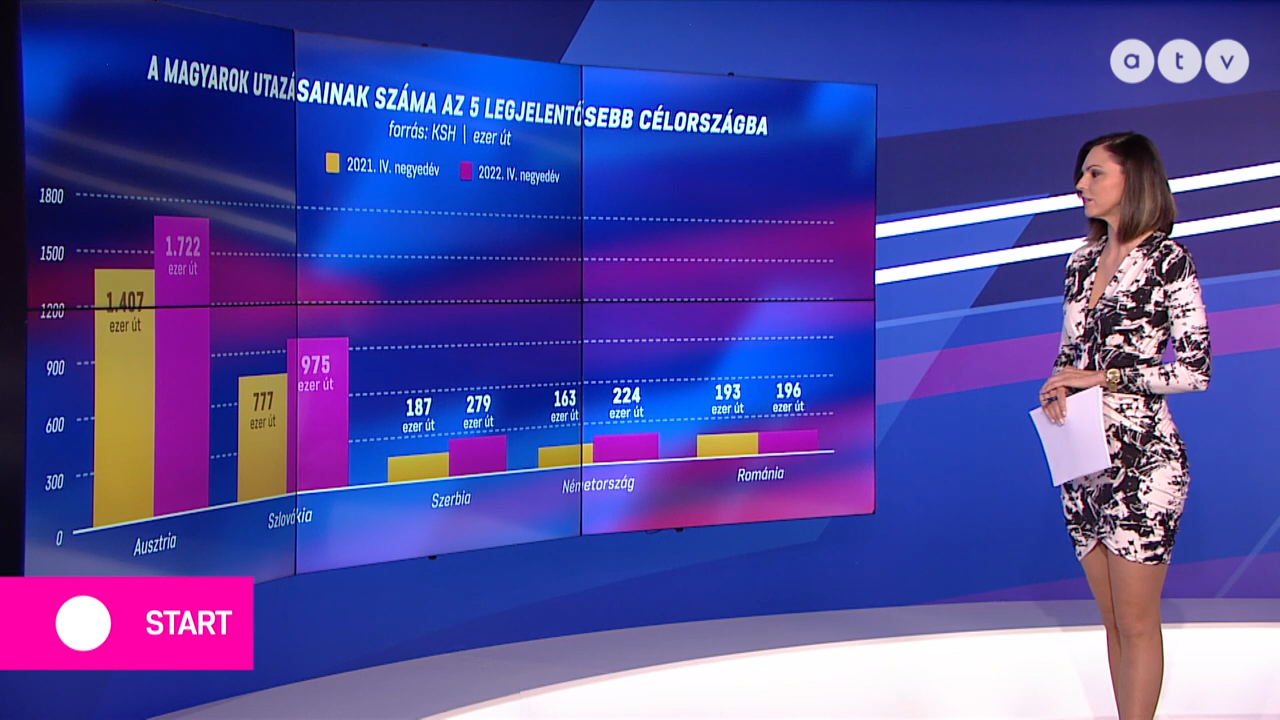 atv
A MAGYAROK UTAZÁSAINAK SZÁMA AZ 5 LEGJELENTŐSEBB CÉLORSZÁGBA
forrás: KSH | ezer út
2021. IV. negyedév 2022. IV. negyedév
1800
1500
1200
900
600
300
0
1.407
ezer út
1.722
ezer út
777
ezer út
975
ezer út
187
ezer út
279
ezer út
163
ezer út
224
ezer út
193
ezer út
196
ezer út
Ausztria
Szlovákia
Szerbia
Németország
Románia
START